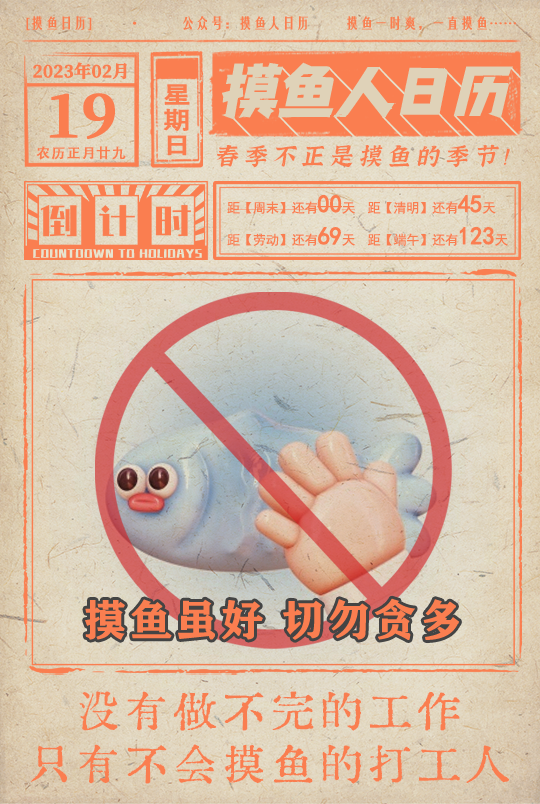 [摸鱼日历] · 公众号：摸鱼人日历 摸鱼一时爽，一直摸鱼……
2023年02月
19
农历正月廿九
星期日
摸鱼人日历
春季不正是摸鱼的季节！
倒计时
COUNTDOWN TO HOLIDAYS
距【周末】还有00天 距【清明】还有45天
距【劳动】还有69天 距【端午】还有123天
摸鱼虽好 切勿贪多
没有做不完的工作
只有不会摸鱼的打工人